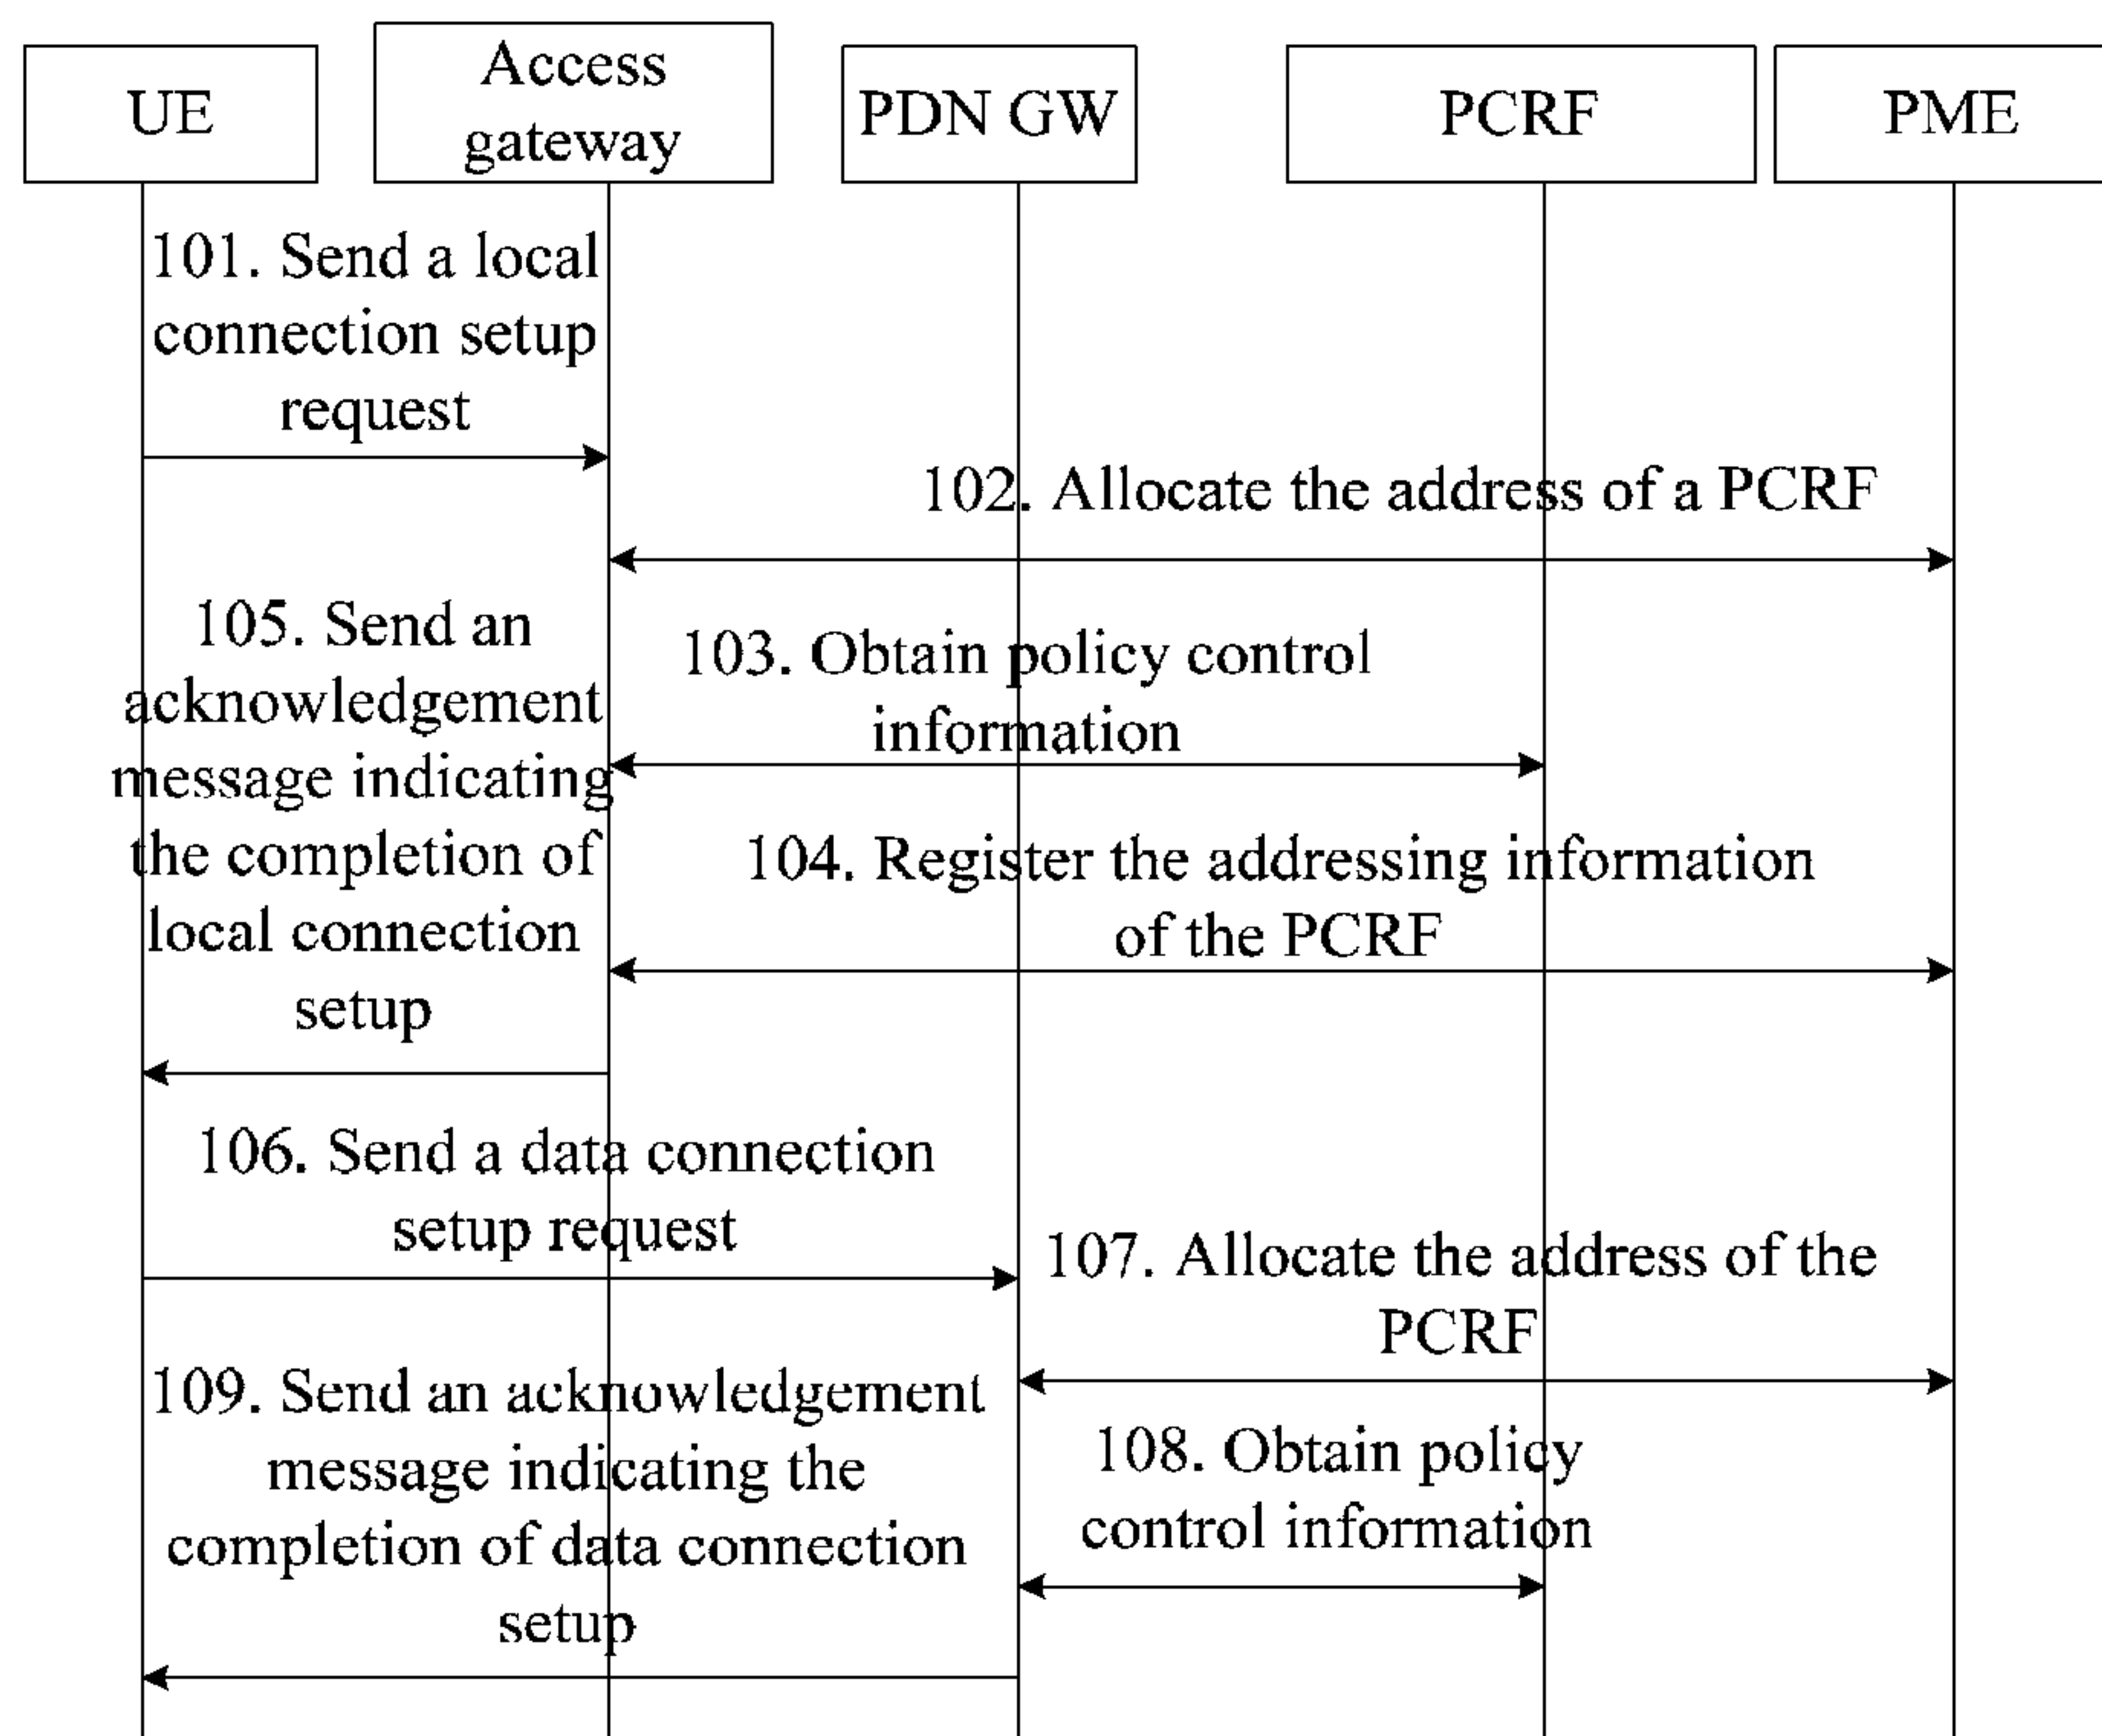 UE
Access
gateway
PDN GW
PCRF
PME
101. Send a local
connection setup
request
102. Allocate the address of a PCRF
103. Obtain policy control
information
104. Register the addressing information
of the PCRF
105. Send an
acknowledgement
message indicating
the completion of
local connection
setup
106. Send a data connection
setup request
107. Allocate the address of the
PCRF
108. Obtain policy
control information
109. Send an acknowledgement
message indicating the
completion of data connection
setup